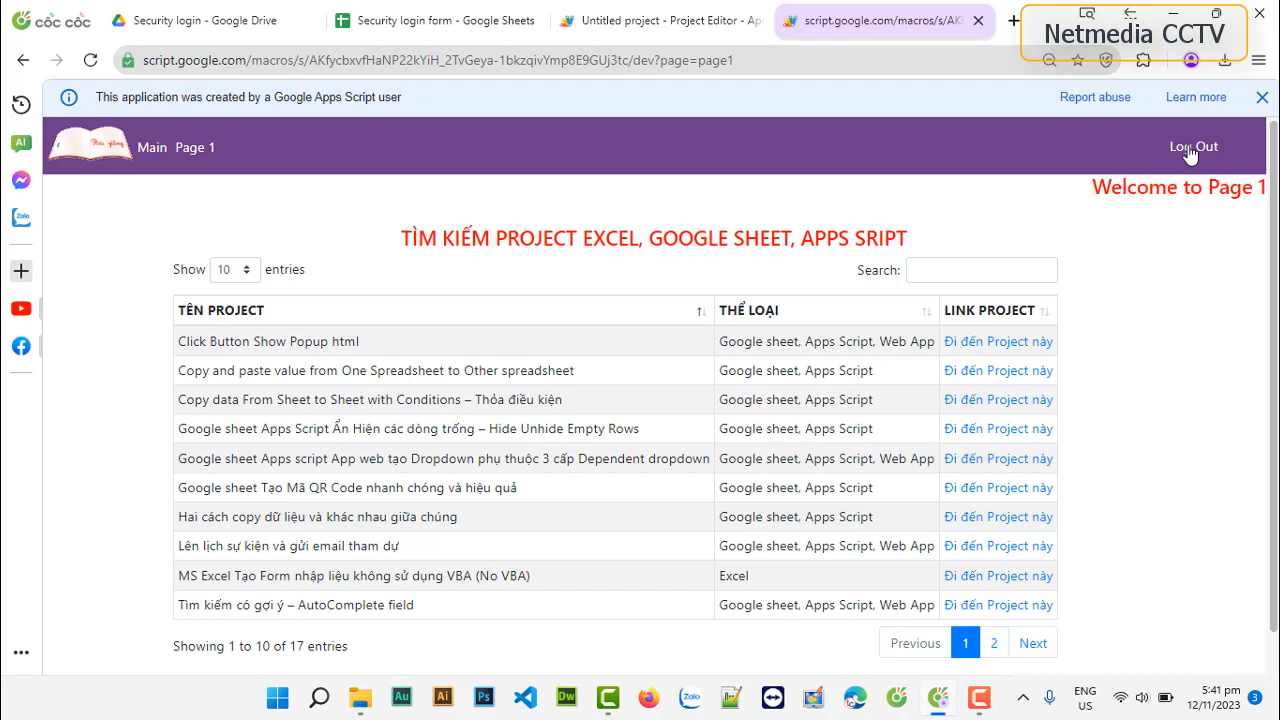 cốc cốc
Security login - Google Drive
Security login form - Google Sheets
Untitled project - Project Editor - Ap
script.google.com/macros/s/AK
Netmedia CCTV
This application was created by a Google Apps Script user
Report abuse
Learn more
Main
Page 1
Log Out
Welcome to Page 1
TÌM KIẾM PROJECT EXCEL, GOOGLE SHEET, APPS SRIPT
Show 10 entries
Search:
TÊN PROJECT
THỂ LOẠI
LINK PROJECT
Click Button Show Popup html
Google sheet, Apps Script, Web App
Đi đến Project này
Copy and paste value from One Spreadsheet to Other spreadsheet
Google sheet, Apps Script
Đi đến Project này
Copy data From Sheet to Sheet with Conditions – Thỏa điều kiện
Google sheet, Apps Script
Đi đến Project này
Google sheet Apps Script Ẩn Hiện các dòng trống – Hide Unhide Empty Rows
Google sheet, Apps Script
Đi đến Project này
Google sheet Apps script App web tạo Dropdown phụ thuộc 3 cấp Dependent dropdown
Google sheet, Apps Script, Web App
Đi đến Project này
Google sheet Tạo Mã QR Code nhanh chóng và hiệu quả
Google sheet, Apps Script
Đi đến Project này
Hai cách copy dữ liệu và khác nhau giữa chúng
Google sheet, Apps Script
Đi đến Project này
Lên lịch sự kiện và gửi email tham dự
Google sheet, Apps Script, Web App
Đi đến Project này
MS Excel Tạo Form nhập liệu không sử dụng VBA (No VBA)
Excel
Đi đến Project này
Tìm kiếm có gợi ý – AutoComplete field
Google sheet, Apps Script, Web App
Đi đến Project này
Showing 1 to 10 of 17 entries
Previous
1
2
Next
AI
Zalo
Au
Ai
Ps
Dw
Zalo
ENG
US
5:41 pm
12/11/2023
3